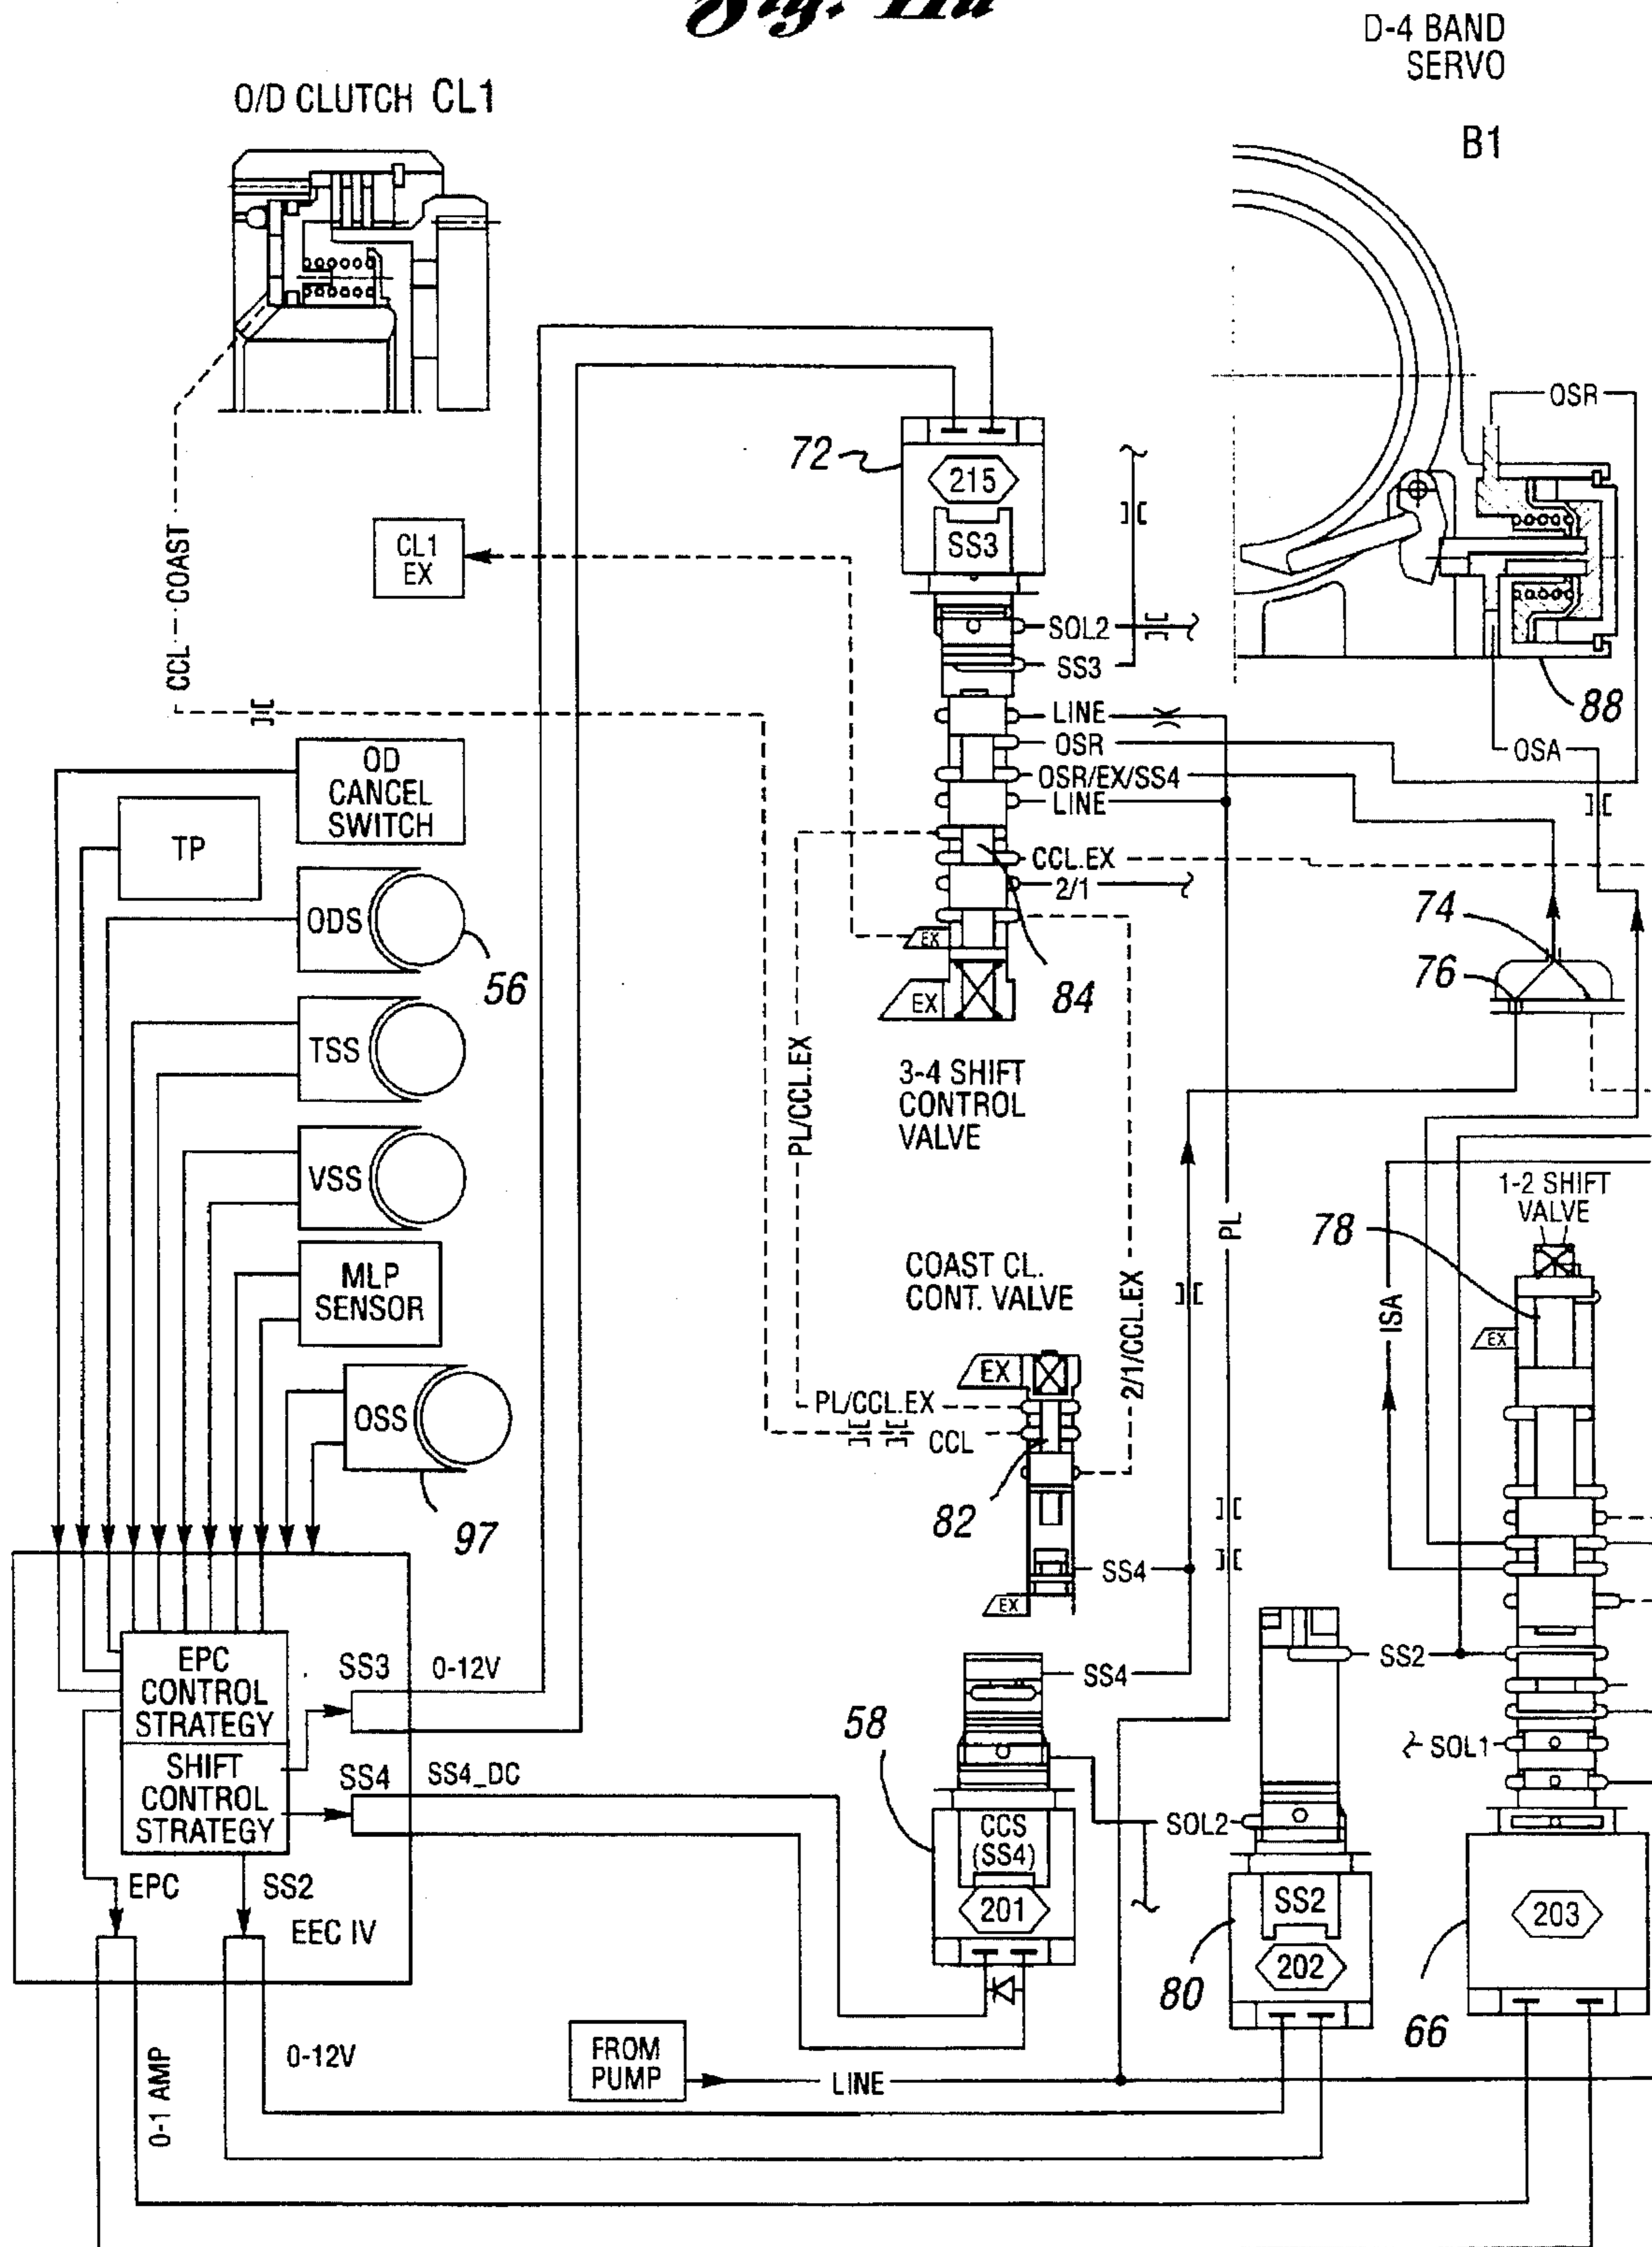 Fig. 11a
D-4 BAND
SERVO
B1
O/D CLUTCH CL1
OSR
72
215
SS3
CL1
EX
CCL
COAST
SOL2
SS3
LINE
OSR
OSR/EX/SS4
LINE
88
OSA
OD
CANCEL
SWITCH
TP
CCL.EX
2/1
ODS
56
EX
EX
84
74
76
TSS
3-4 SHIFT
CONTROL
VALVE
PL/CCL.EX
VSS
1-2 SHIFT
VALVE
78
PL
ISA
EX
MLP
SENSOR
COAST CL.
CONT. VALVE
2/1/CCL.EX
EX
PL/CCL.EX
CCL
OSS
82
97
SS4
EX
EPC
CONTROL
STRATEGY
SS3
0-12V
SS4
SS2
58
SHIFT
CONTROL
STRATEGY
SS4
SS4_DC
SOL1
CCS
(SS4)
201
SOL2
SS2
202
203
EPC
SS2
EEC IV
80
66
0-1 AMP
0-12V
FROM
PUMP
LINE